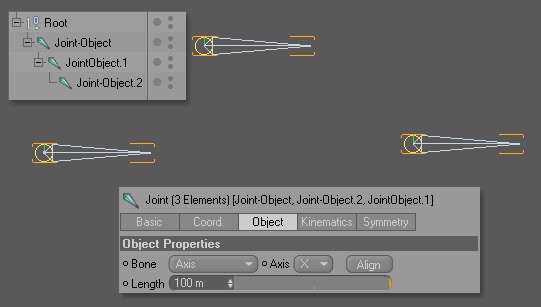 Root
Joint-Object
JointObject.1
Joint-Object.2
Joint (3 Elements) [Joint-Object, Joint-Object.2, JointObject.1]
Basic Coord. Object Kinematics Symmetry
Object Properties
Bone Axis Axis X Align
Length 100 m